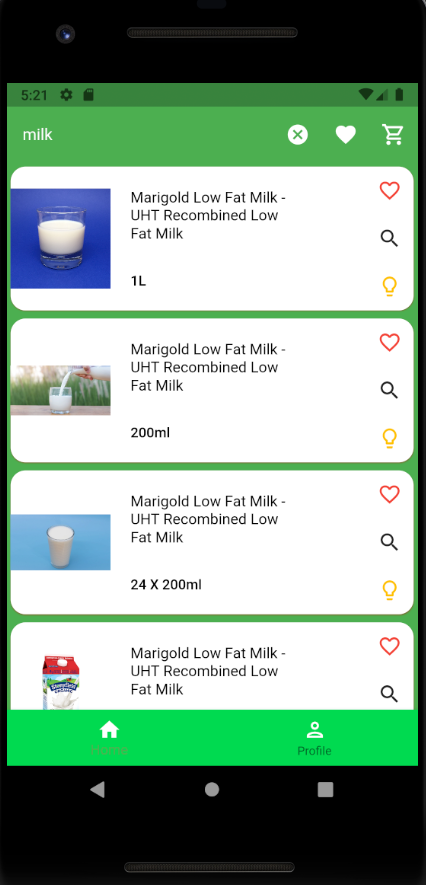 5:21
milk
Marigold Low Fat Milk -
UHT Recombined Low
Fat Milk
1L
Marigold Low Fat Milk -
UHT Recombined Low
Fat Milk
200ml
Marigold Low Fat Milk -
UHT Recombined Low
Fat Milk
24 X 200ml
Marigold Low Fat Milk -
UHT Recombined Low
Fat Milk
Home
Profile